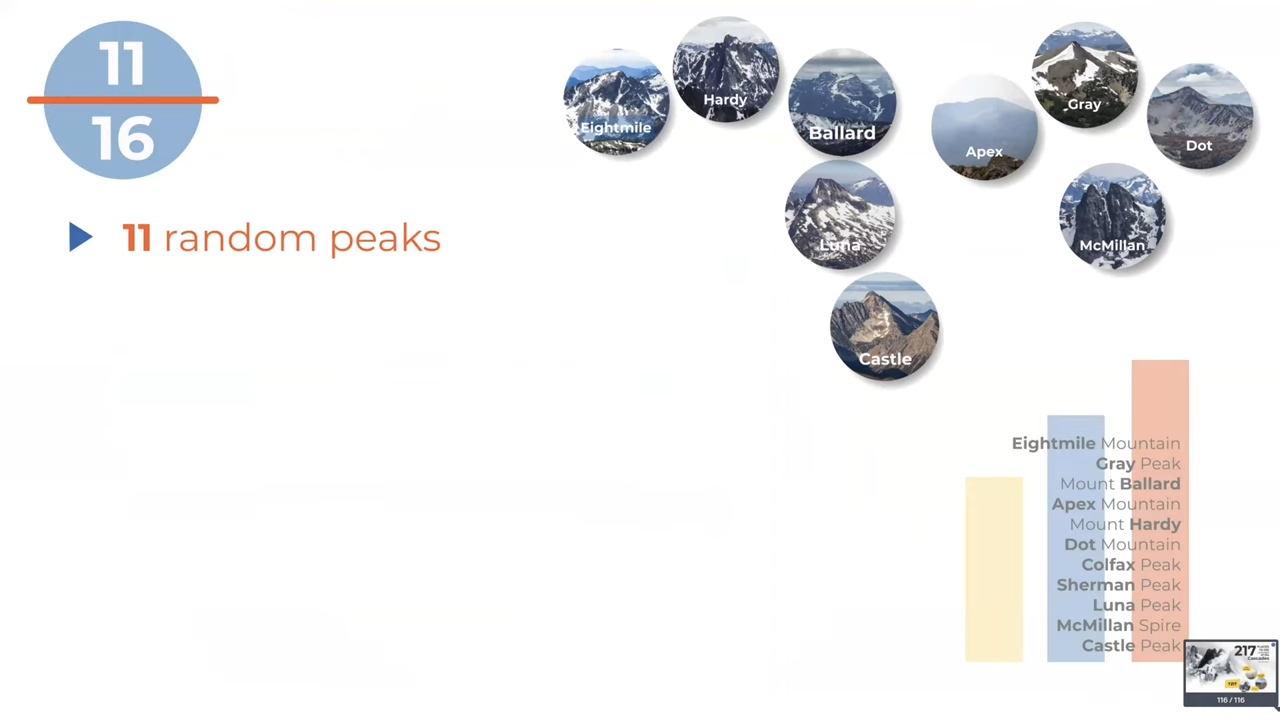 11
16
11 random peaks
Eightmile
Hardy
Ballard
Apex
Gray
Dot
Luna
McMillan
Castle
Eightmile Mountain
Gray Peak
Mount Ballard
Apex Mountain
Mount Hardy
Dot Mountain
Colfax Peak
Sherman Peak
Luna Peak
McMillan Spire
Castle Peak
217
Cascades
116 / 116